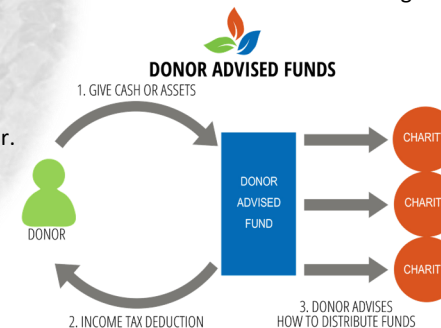 DONOR ADVISED FUNDS
1. GIVE CASH OR ASSETS
r.
DONOR
DONOR
ADVISED
FUND
CHARIT
CHARIT
CHARIT
2. INCOME TAX DEDUCTION
3. DONOR ADVISES
HOW TO DISTRIBUTE FUNDS